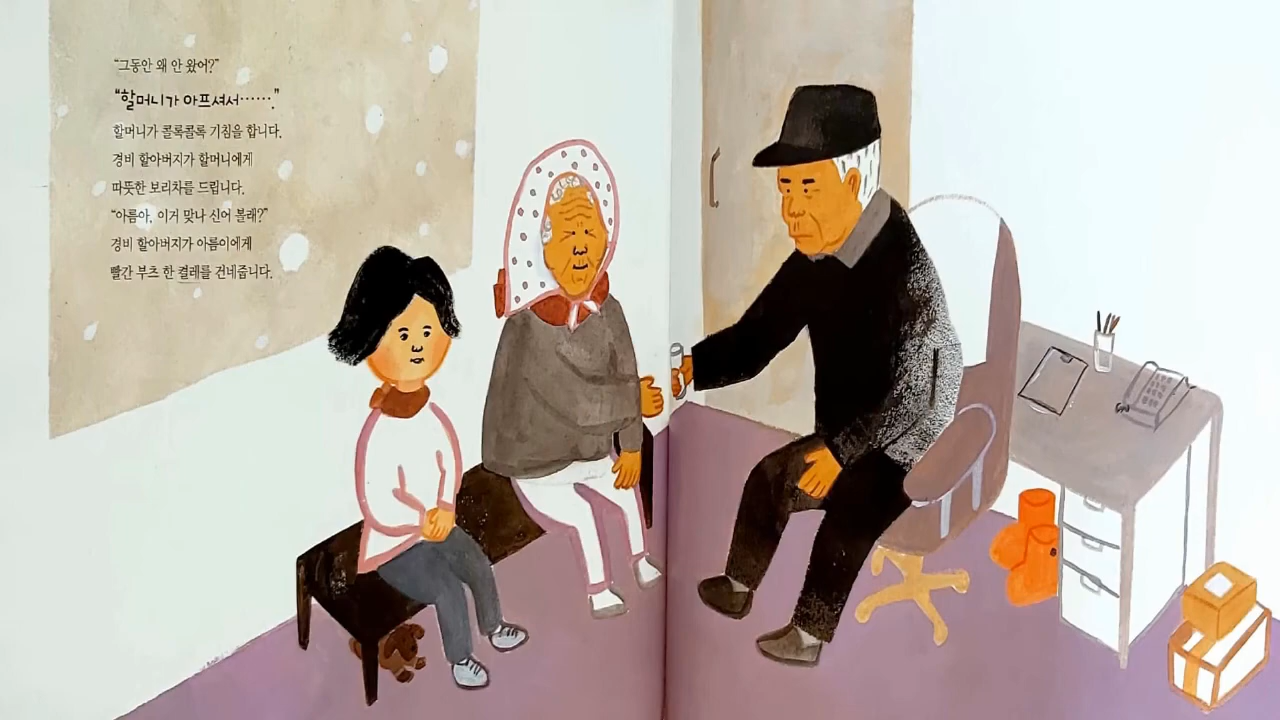 "그동안 왜 안 왔어?"
"할머니가 아프셔서……."
할머니가 콜록콜록 기침을 합니다.
경비 할아버지가 할머니에게
따뜻한 보리차를 드립니다.
"아름아, 이거 맞나 신어 볼래?"
경비 할아버지가 아름이에게
빨간 부츠 한 켤레를 건네줍니다.